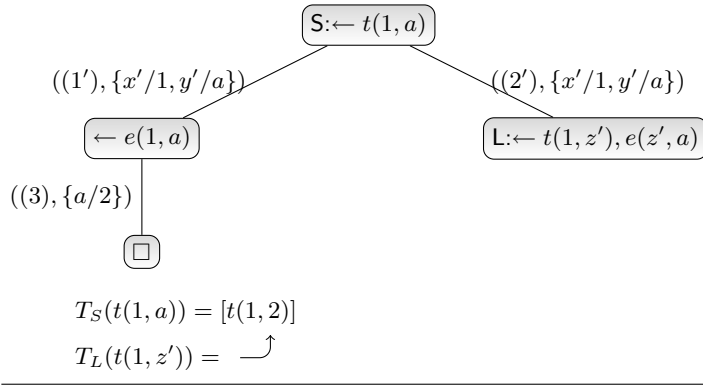 S:← t(1, a)
((1′), {x′/1, y′/a})
((2′), {x′/1, y′/a})
← e(1, a)
L:← t(1, z′), e(z′, a)
((3), {a/2})
□
T_S(t(1, a)) = [t(1, 2)]
T_L(t(1, z′)) =